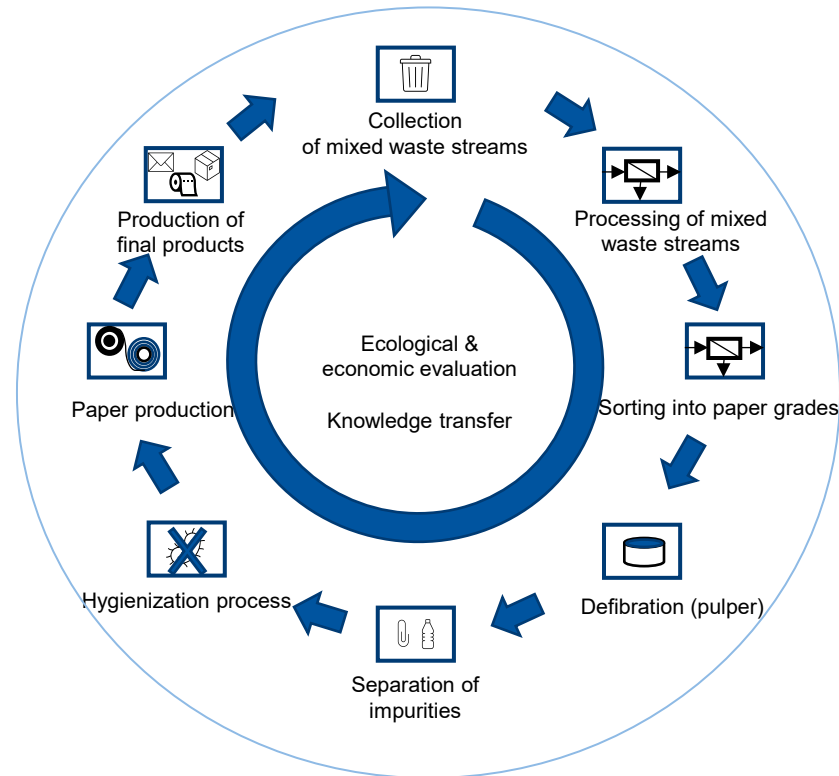 Collection
of mixed waste streams
Processing of mixed
waste streams
Sorting into paper grades
Defibration (pulper)
Separation of
impurities
Hygienization process
Paper production
Production of
final products
Ecological &
economic evaluation
Knowledge transfer